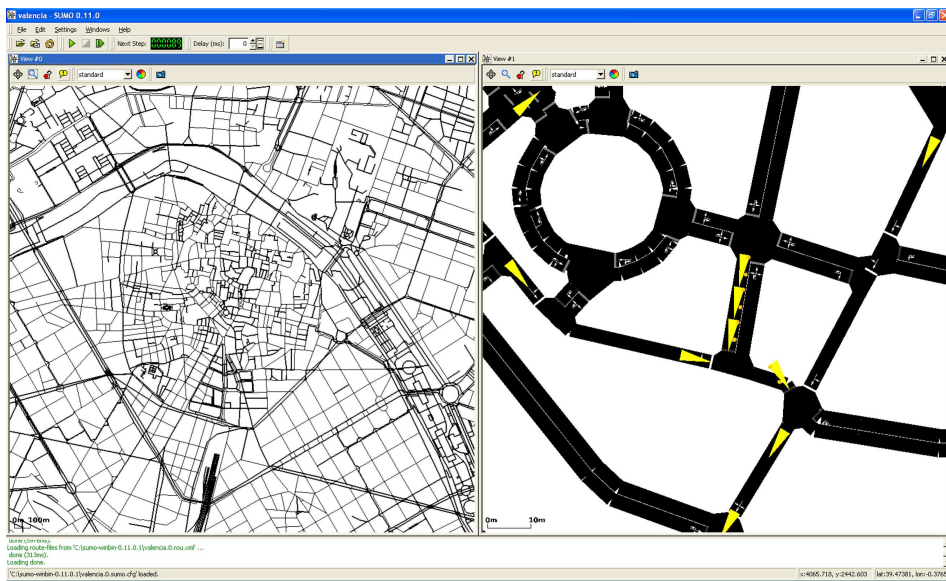 valencia - SUMO 0.11.0
File Edit Settings Windows Help
Next Step: 000089 Delay (ms): 0
View #0
View #1
standard
standard
0m 100m
0m 10m
Loading route-files from 'C:\sumo-winbin-0.11.0.1\valencia.0.rou.xml' ...
done (313ms).
Loading done.
'C:\sumo-winbin-0.11.0.1\valencia.0.sumo.cfg' loaded.
x:4065.718, y:2442.603
lat:39.47381, lon:-0.3765